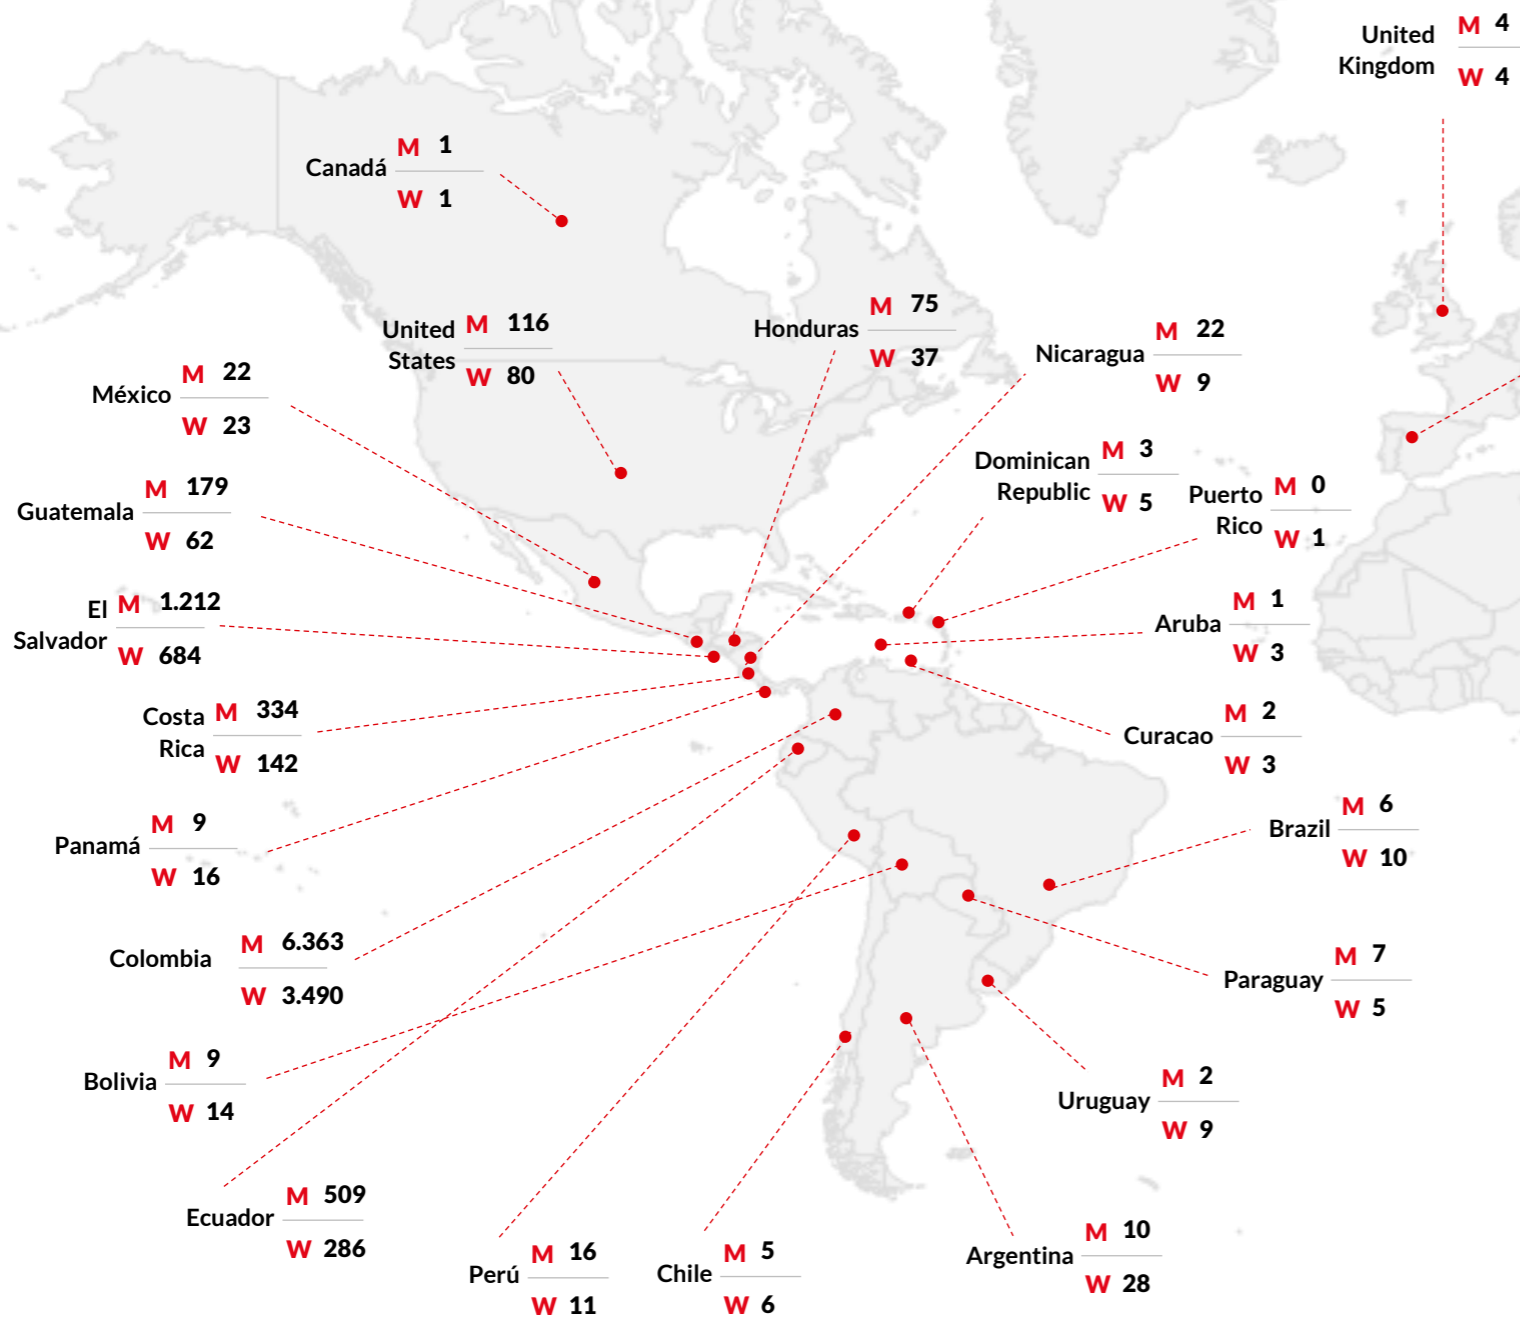 United
Kingdom
M 4
W 4
Canadá
M 1
W 1
United
States
M 116
W 80
Honduras
M 75
W 37
Nicaragua
M 22
W 9
México
M 22
W 23
Dominican
Republic
M 3
W 5
Puerto
Rico
M 0
W 1
Guatemala
M 179
W 62
El
Salvador
M 1.212
W 684
Aruba
M 1
W 3
Costa
Rica
M 334
W 142
Curacao
M 2
W 3
Panamá
M 9
W 16
Brazil
M 6
W 10
Colombia
M 6.363
W 3.490
Paraguay
M 7
W 5
Bolivia
M 9
W 14
Uruguay
M 2
W 9
Ecuador
M 509
W 286
Perú
M 16
W 11
Chile
M 5
W 6
Argentina
M 10
W 28